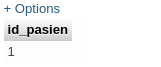 + Options
id_pasien
1